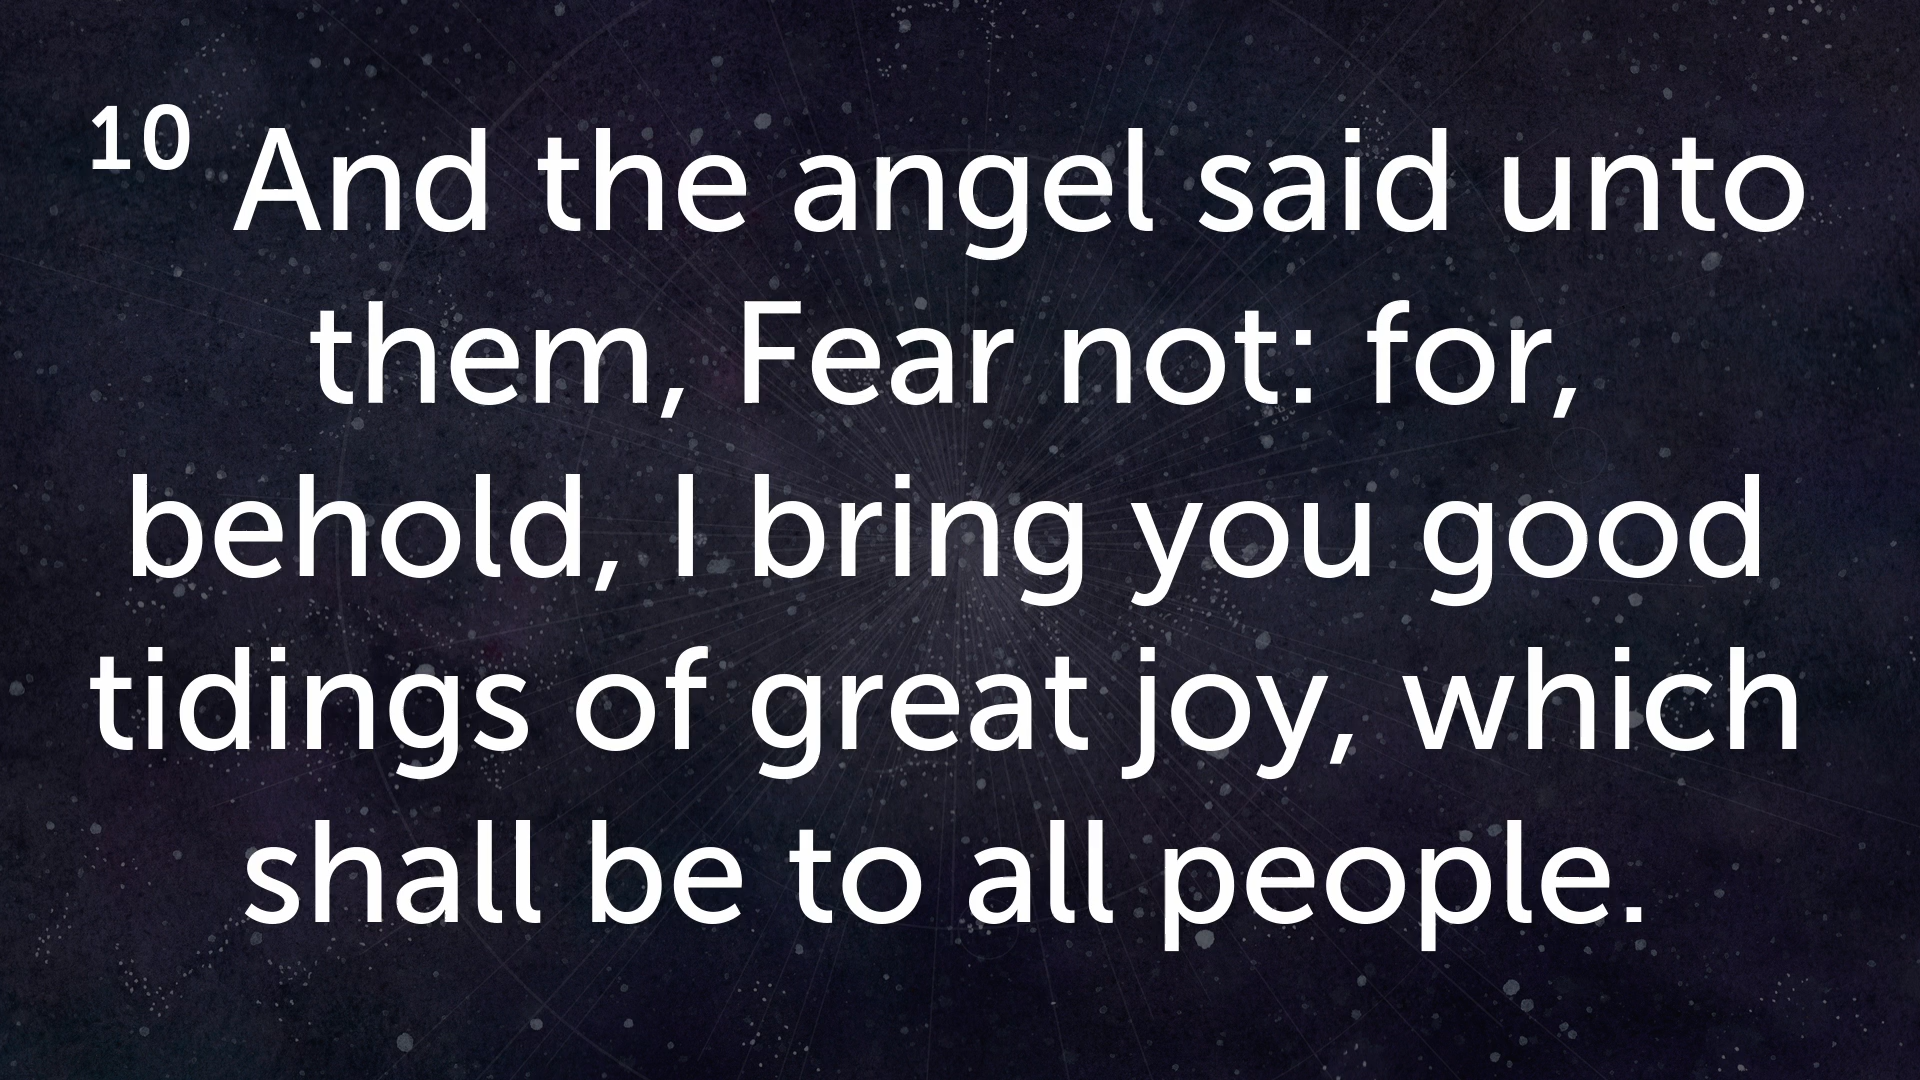 10 And the angel said unto
them, Fear not: for,
behold, I bring you good
tidings of great joy, which
shall be to all people.